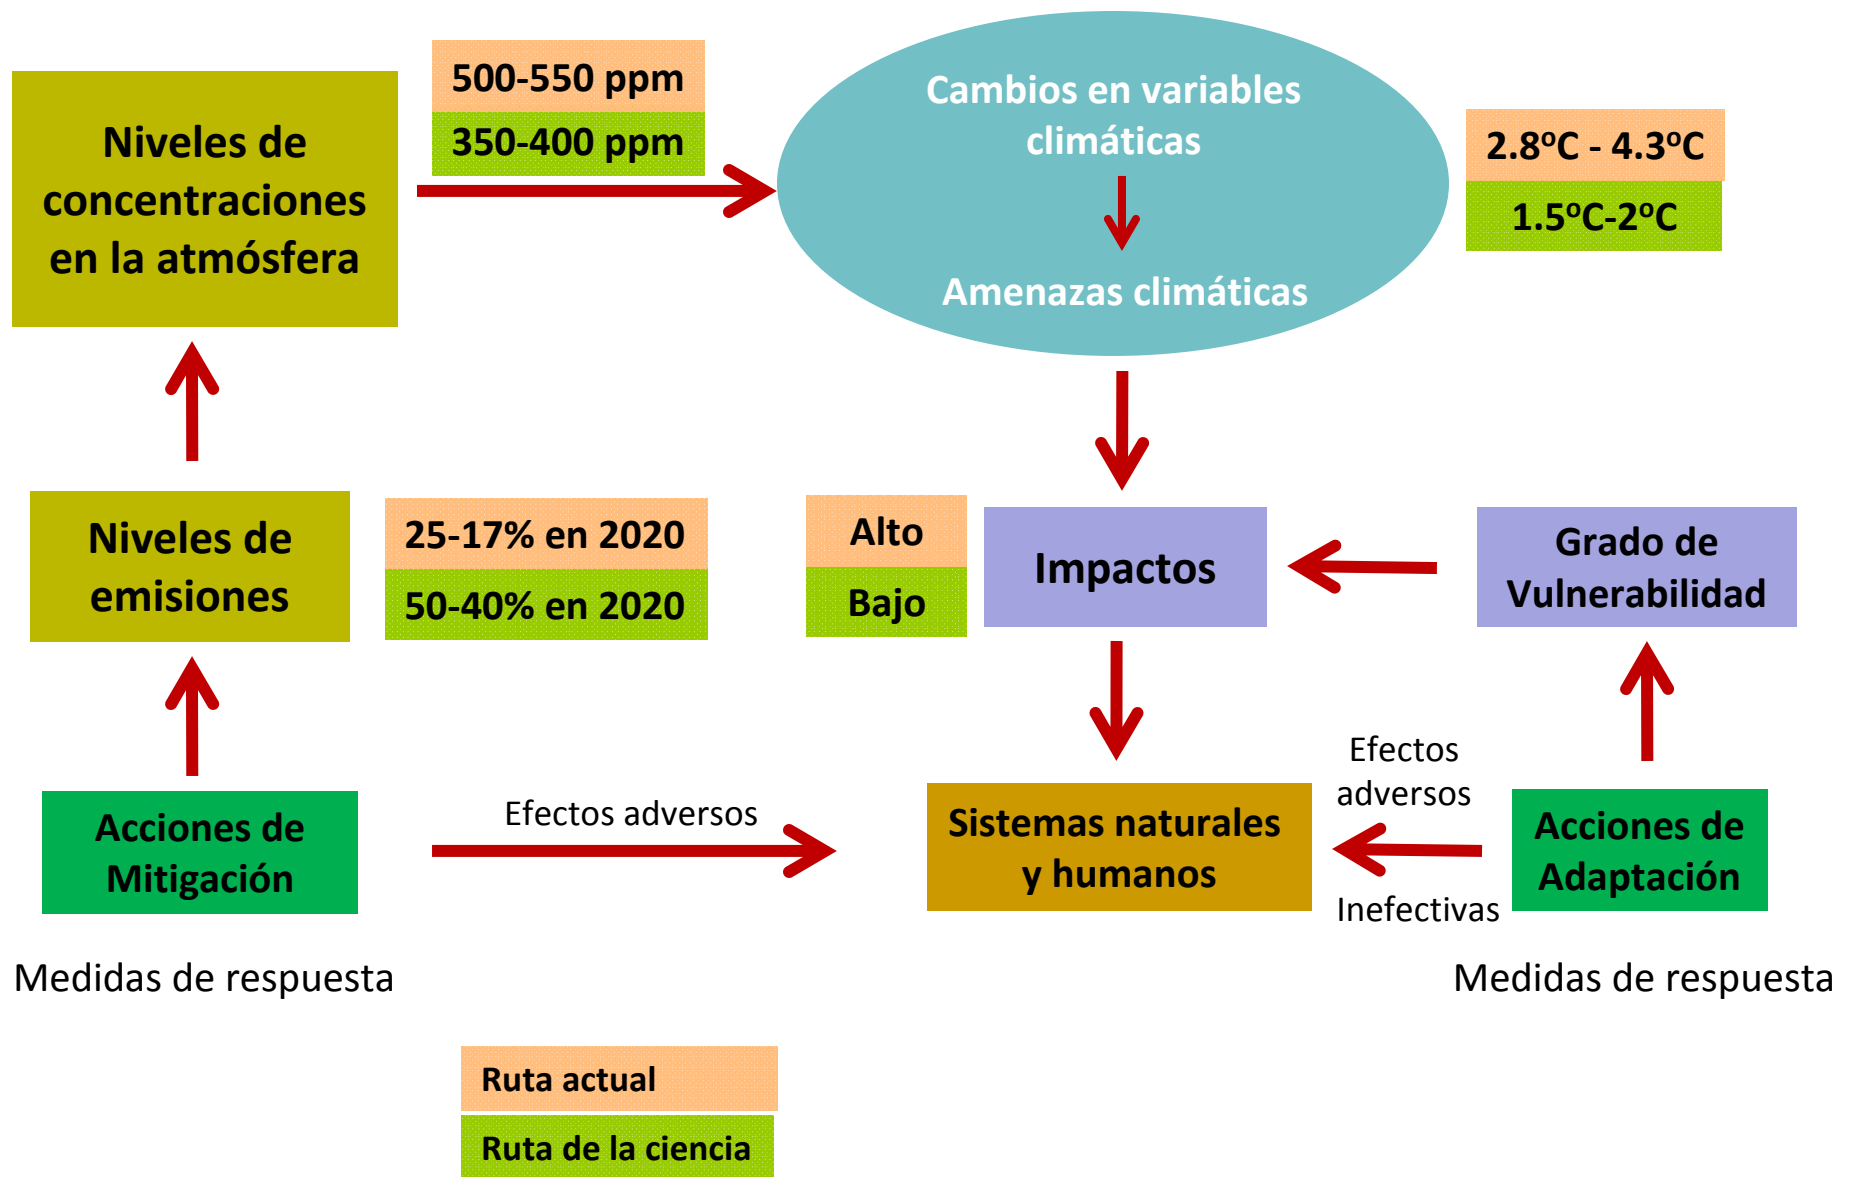 500-550 ppm
350-400 ppm
Niveles de
concentraciones
en la atmósfera
Cambios en variables
climáticas
Amenazas climáticas
2.8ºC - 4.3ºC
1.5ºC-2ºC
Niveles de
emisiones
25-17% en 2020
50-40% en 2020
Alto
Bajo
Impactos
Grado de
Vulnerabilidad
Acciones de
Mitigación
Efectos adversos
Sistemas naturales
y humanos
Efectos
adversos
Inefectivas
Acciones de
Adaptación
Medidas de respuesta
Medidas de respuesta
Ruta actual
Ruta de la ciencia